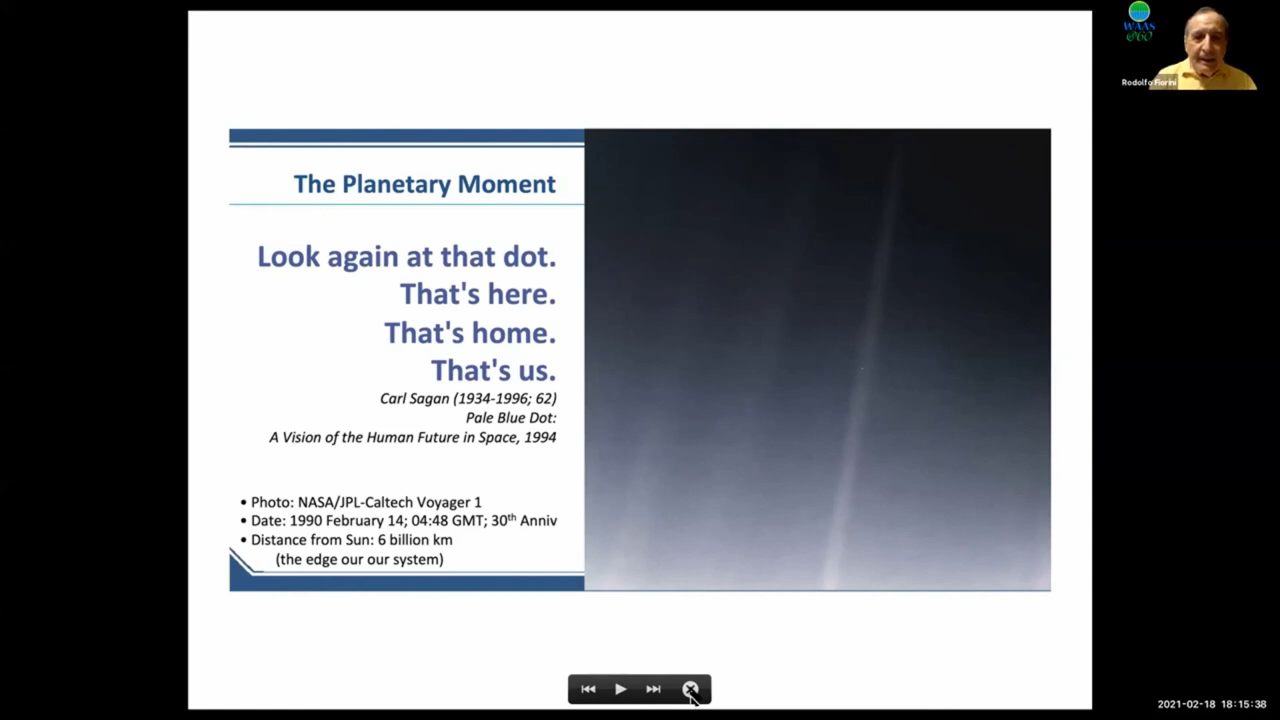 WAAS
@60
Rodolfo Fiorini
The Planetary Moment
Look again at that dot.
That's here.
That's home.
That's us.
Carl Sagan (1934-1996; 62)
Pale Blue Dot:
A Vision of the Human Future in Space, 1994
• Photo: NASA/JPL-Caltech Voyager 1
• Date: 1990 February 14; 04:48 GMT; 30th Anniv
• Distance from Sun: 6 billion km
(the edge our our system)
2021-02-18 18:15:38